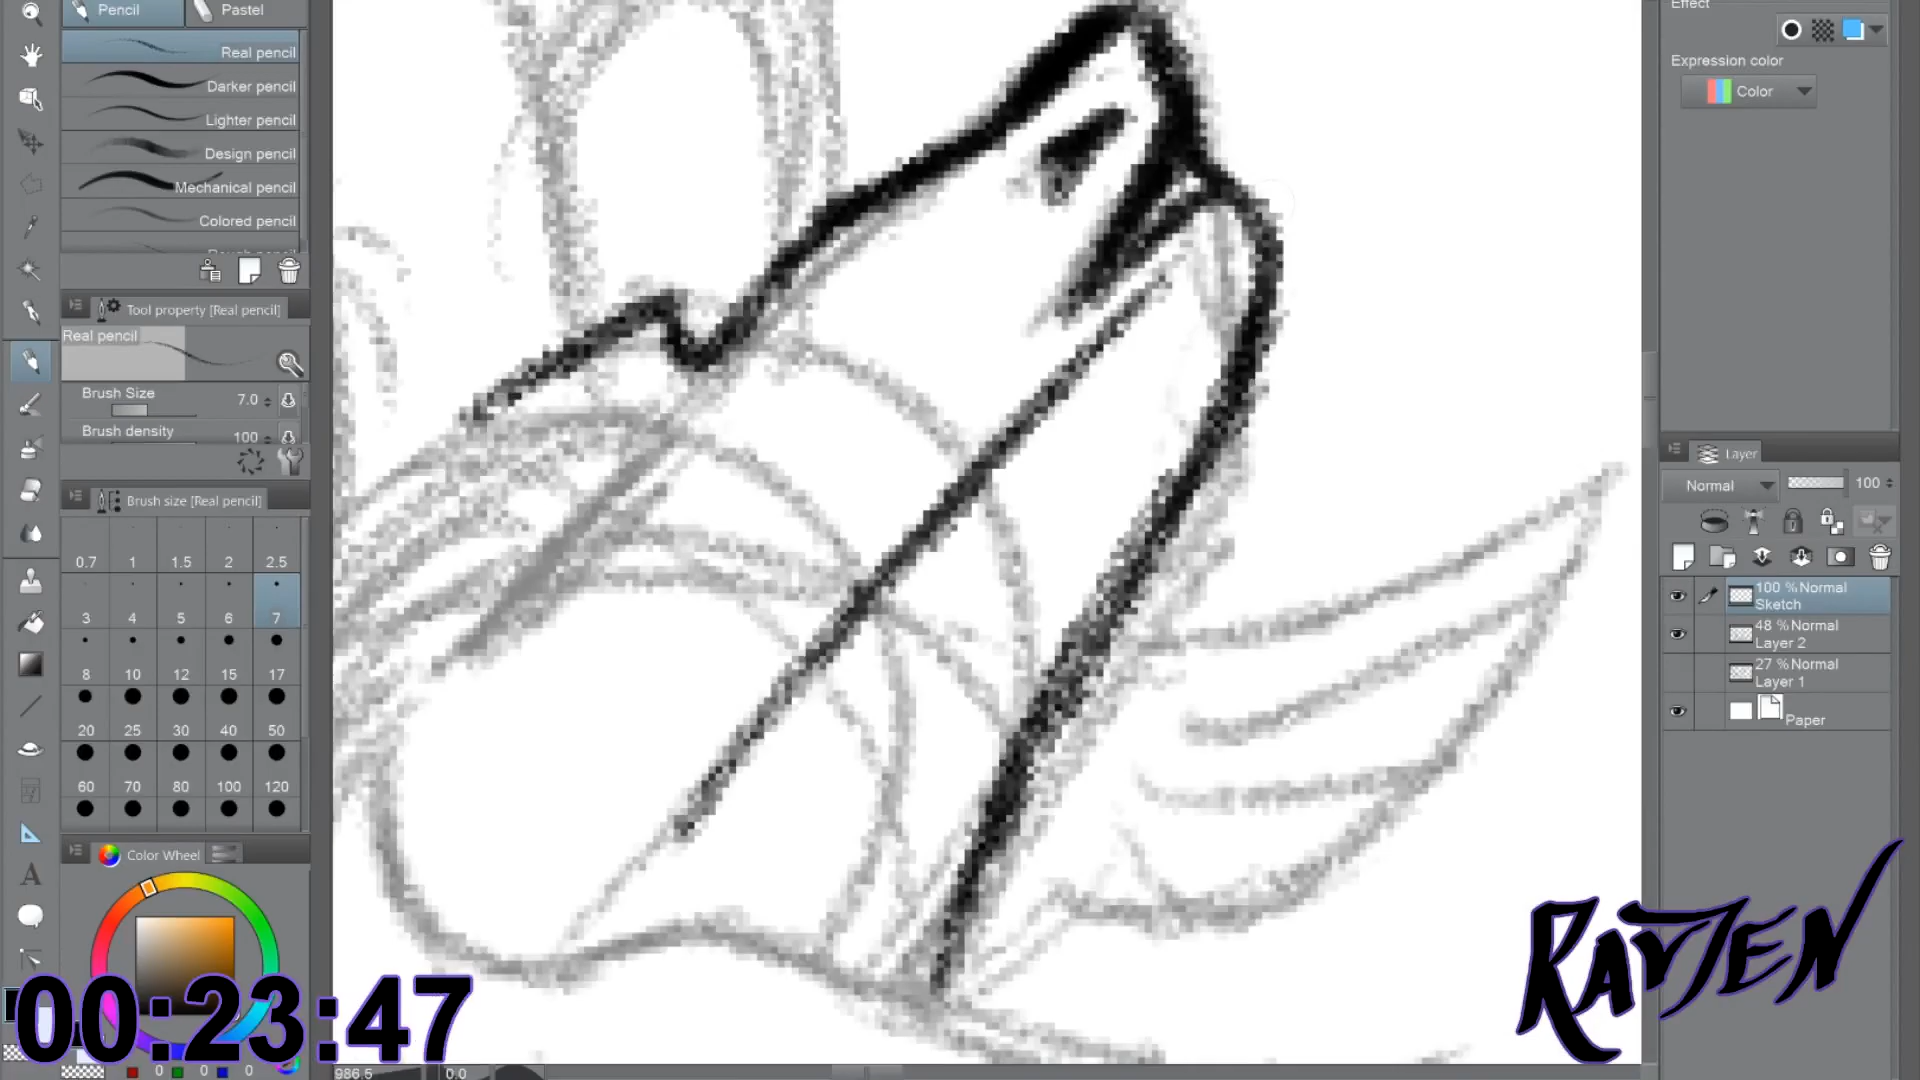 Pencil
Pastel
Real pencil
Darker pencil
Lighter pencil
Design pencil
Mechanical pencil
Colored pencil
Tool property [Real pencil]
Real pencil
Brush Size 7.0
Brush density 100
Brush size [Real pencil]
0.7 1 1.5 2 2.5
3 4 5 6 7
8 10 12 15 17
20 25 30 40 50
60 70 80 100 120
Color Wheel
0 0 0
00:23:47
986.5 0.0
Effect
Expression color
Color
Layer
Normal 100
100 %Normal
Sketch
48 %Normal
Layer 2
27 %Normal
Layer 1
Paper
RAVJEN